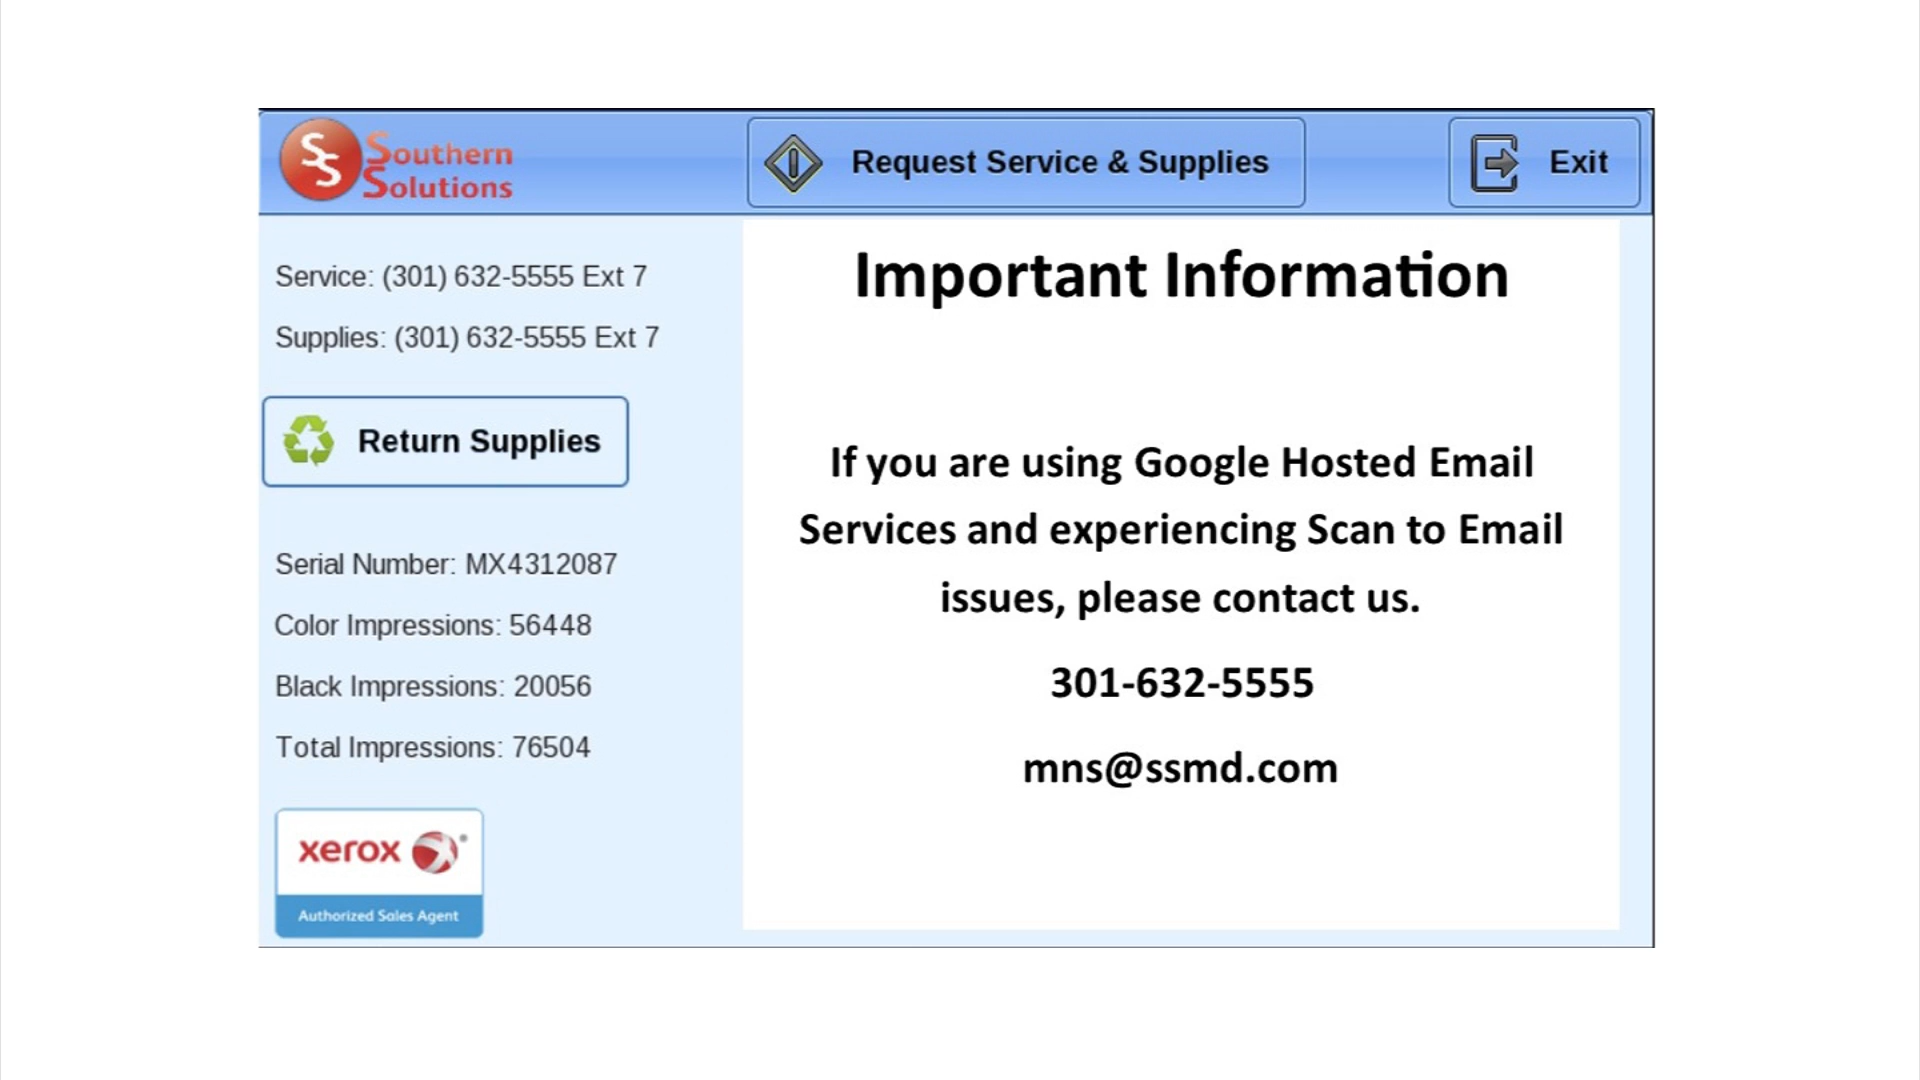 SS Southern
Solutions
Request Service & Supplies
Exit
Service: (301) 632-5555 Ext 7
Supplies: (301) 632-5555 Ext 7
Return Supplies
Serial Number: MX4312087
Color Impressions: 56448
Black Impressions: 20056
Total Impressions: 76504
xerox ®
Authorized Sales Agent
Important Information
If you are using Google Hosted Email
Services and experiencing Scan to Email
issues, please contact us.
301-632-5555
mns@ssmd.com